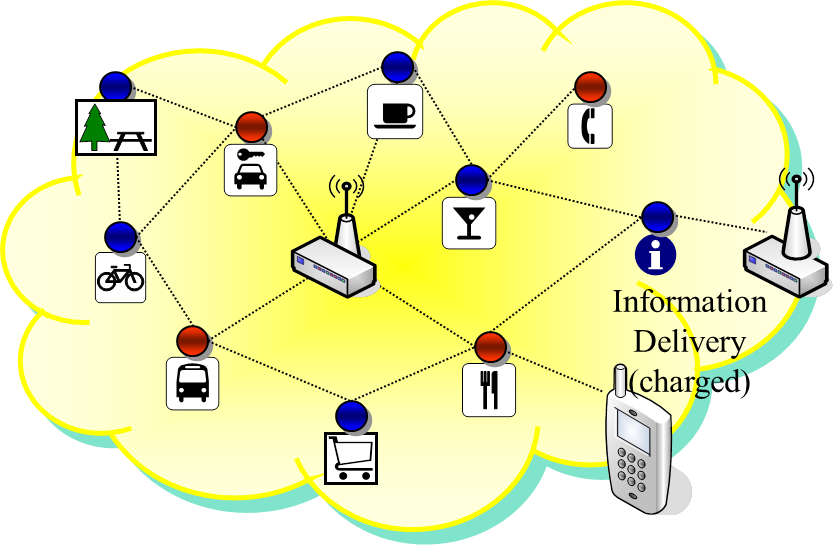 i
Information
Delivery
(charged)